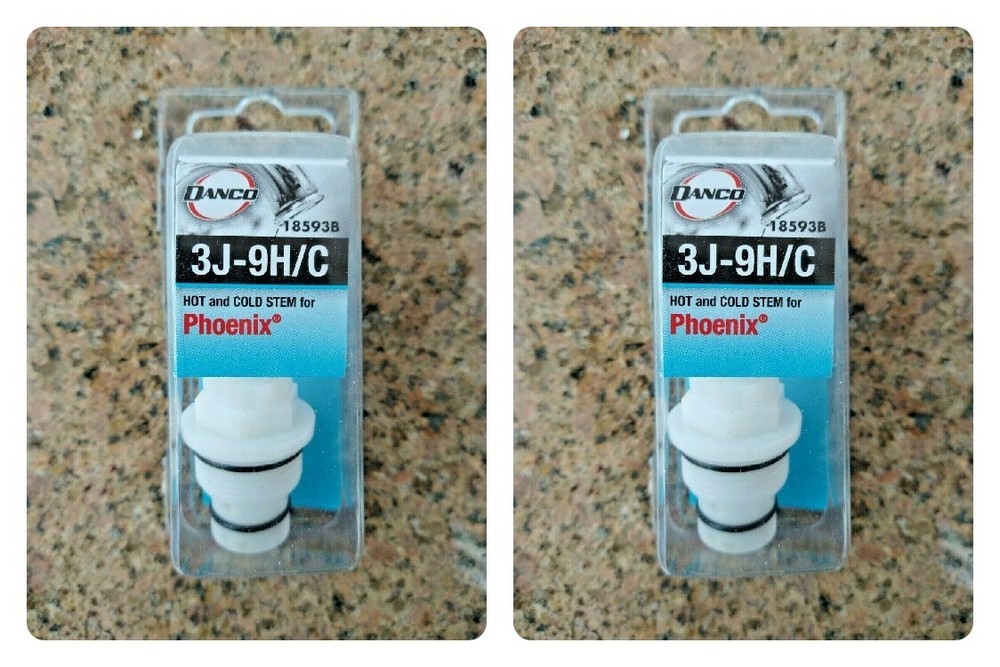 DANCO
18593B
3J-9H/C
HOT and COLD STEM for
Phoenix®
DANCO
18593B
3J-9H/C
HOT and COLD STEM for
Phoenix®